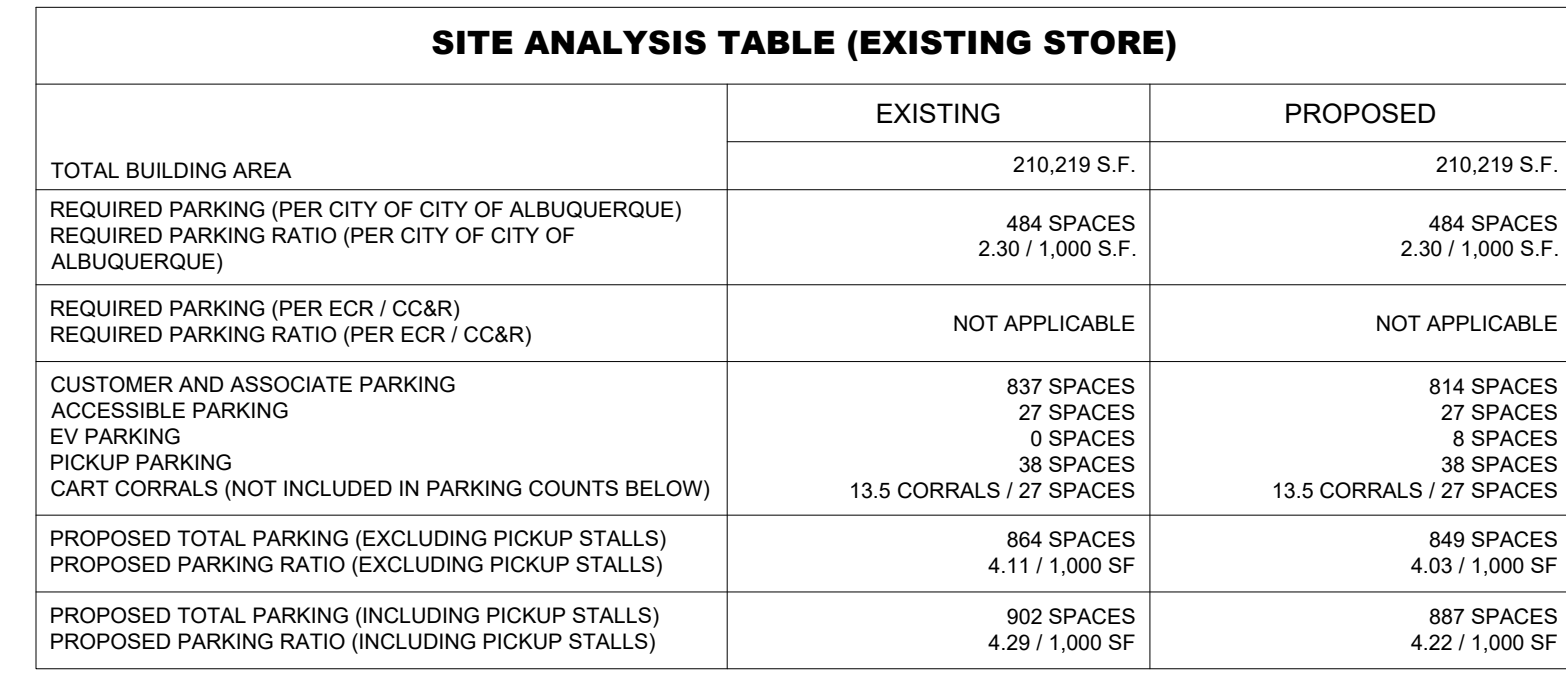 SITE ANALYSIS TABLE (EXISTING STORE)
EXISTING PROPOSED
TOTAL BUILDING AREA 210,219 S.F. 210,219 S.F.
REQUIRED PARKING (PER CITY OF CITY OF ALBUQUERQUE) 484 SPACES 484 SPACES
REQUIRED PARKING RATIO (PER CITY OF CITY OF
ALBUQUERQUE) 2.30 / 1,000 S.F. 2.30 / 1,000 S.F.
REQUIRED PARKING (PER ECR / CC&R)
REQUIRED PARKING RATIO (PER ECR / CC&R) NOT APPLICABLE NOT APPLICABLE
CUSTOMER AND ASSOCIATE PARKING 837 SPACES 814 SPACES
ACCESSIBLE PARKING 27 SPACES 27 SPACES
EV PARKING 0 SPACES 8 SPACES
PICKUP PARKING 38 SPACES 38 SPACES
CART CORRALS (NOT INCLUDED IN PARKING COUNTS BELOW) 13.5 CORRALS / 27 SPACES 13.5 CORRALS / 27 SPACES
PROPOSED TOTAL PARKING (EXCLUDING PICKUP STALLS) 864 SPACES 849 SPACES
PROPOSED PARKING RATIO (EXCLUDING PICKUP STALLS) 4.11 / 1,000 SF 4.03 / 1,000 SF
PROPOSED TOTAL PARKING (INCLUDING PICKUP STALLS) 902 SPACES 887 SPACES
PROPOSED PARKING RATIO (INCLUDING PICKUP STALLS) 4.29 / 1,000 SF 4.22 / 1,000 SF